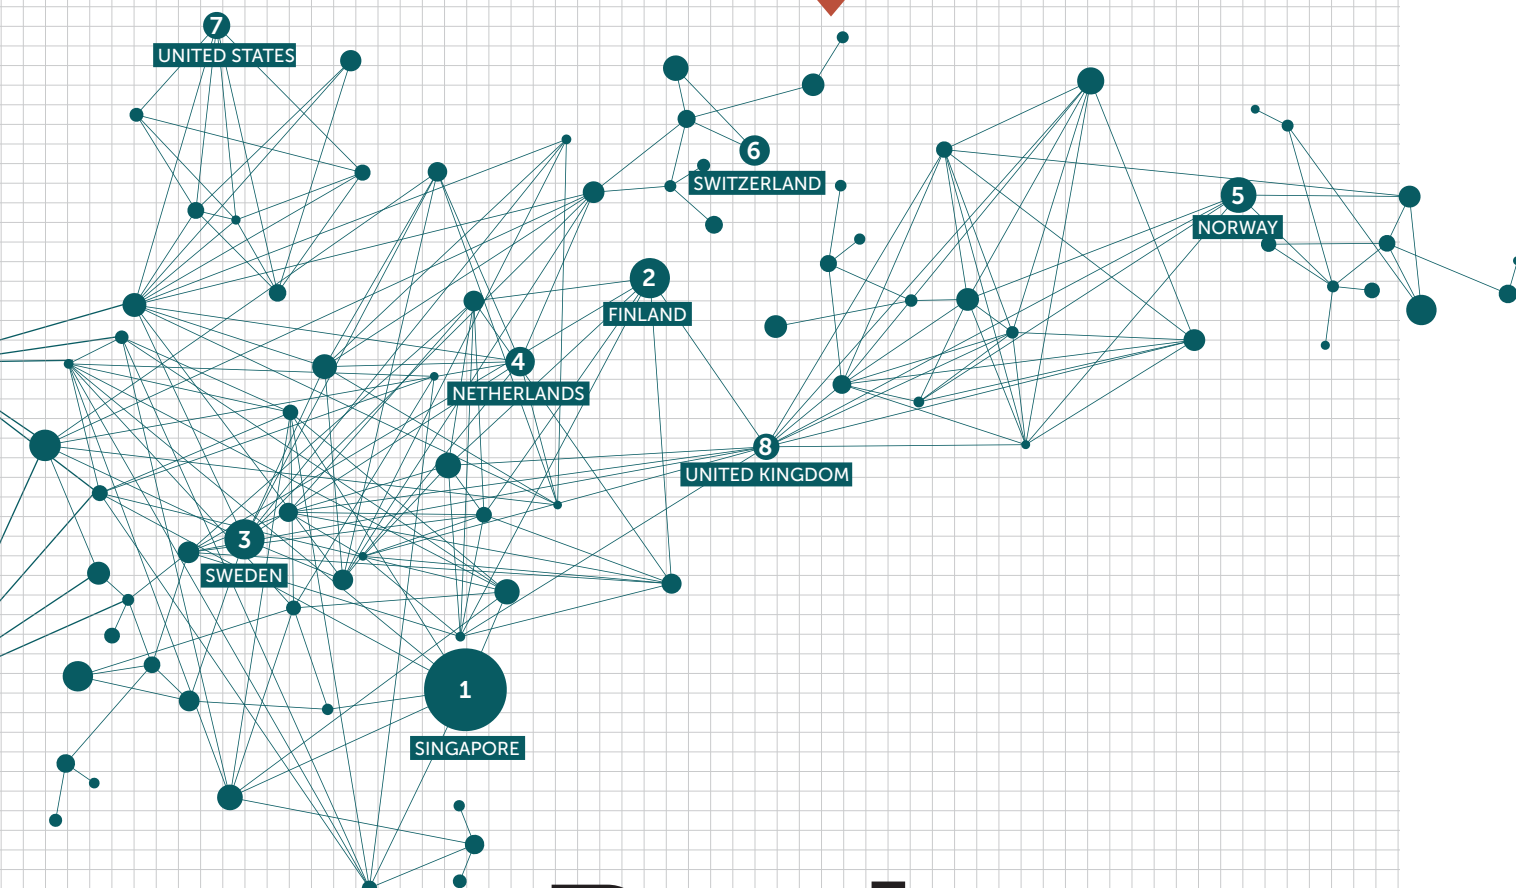 7
UNITED STATES
6
SWITZERLAND
5
NORWAY
2
FINLAND
4
NETHERLANDS
8
UNITED KINGDOM
3
SWEDEN
1
SINGAPORE